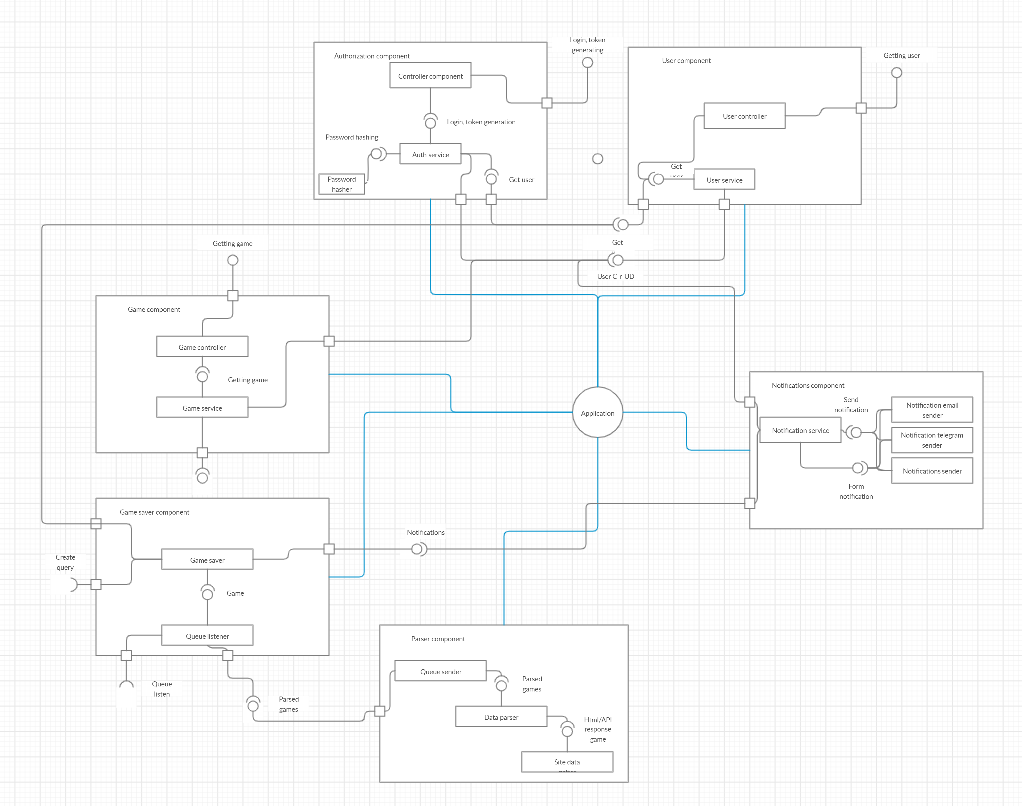 Login, token
generating
Getting user
Authorization component
User component
Controller component
Login, token generation
User controller
Password hashing
Auth service
Get
User service
Password
hasher
Get user
Getting game
Get
User C r UD
Game component
Game controller
Getting game
Game service
Application
Notifications component
Send
notification
Notification email
sender
Notification service
Notification telegram
sender
Notifications sender
Form
notification
Game saver component
Notifications
Create
query
Game saver
Game
Queue listener
Queue
listen
Parsed
games
Parser component
Queue sender
Parsed
games
Data parser
Html/API
response
game
Site data